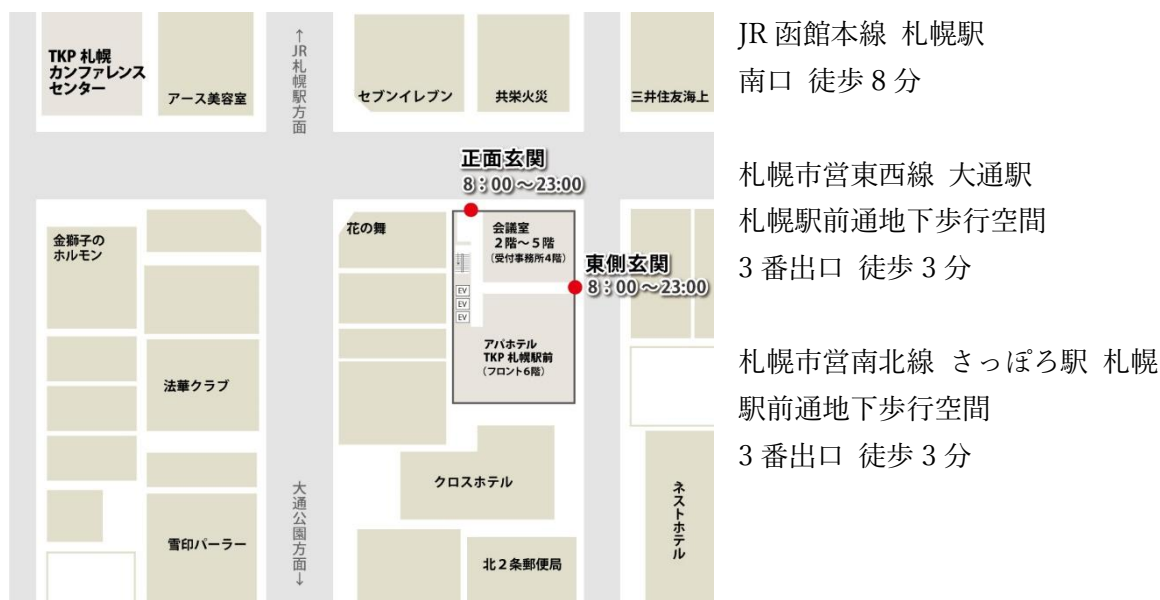 TKP 札幌
カンファレンス
センター
アース美容室
↑JR札幌駅方面
セブンイレブン
共栄火災
三井住友海上
正面玄関
8:00～23:00
金獅子の
ホルモン
花の舞
会議室
2階～5階
(受付事務所4階)
東側玄関
8:00～23:00
EV
EV
EV
アパホテル
TKP 札幌駅前
(フロント6階)
法華クラブ
クロスホテル
大通公園方面↓
ネストホテル
雪印パーラー
北2条郵便局
JR 函館本線 札幌駅
南口 徒歩 8 分
札幌市営東西線 大通駅
札幌駅前通地下歩行空間
3 番出口 徒歩 3 分
札幌市営南北線 さっぽろ駅 札幌
駅前通地下歩行空間
3 番出口 徒歩 3 分